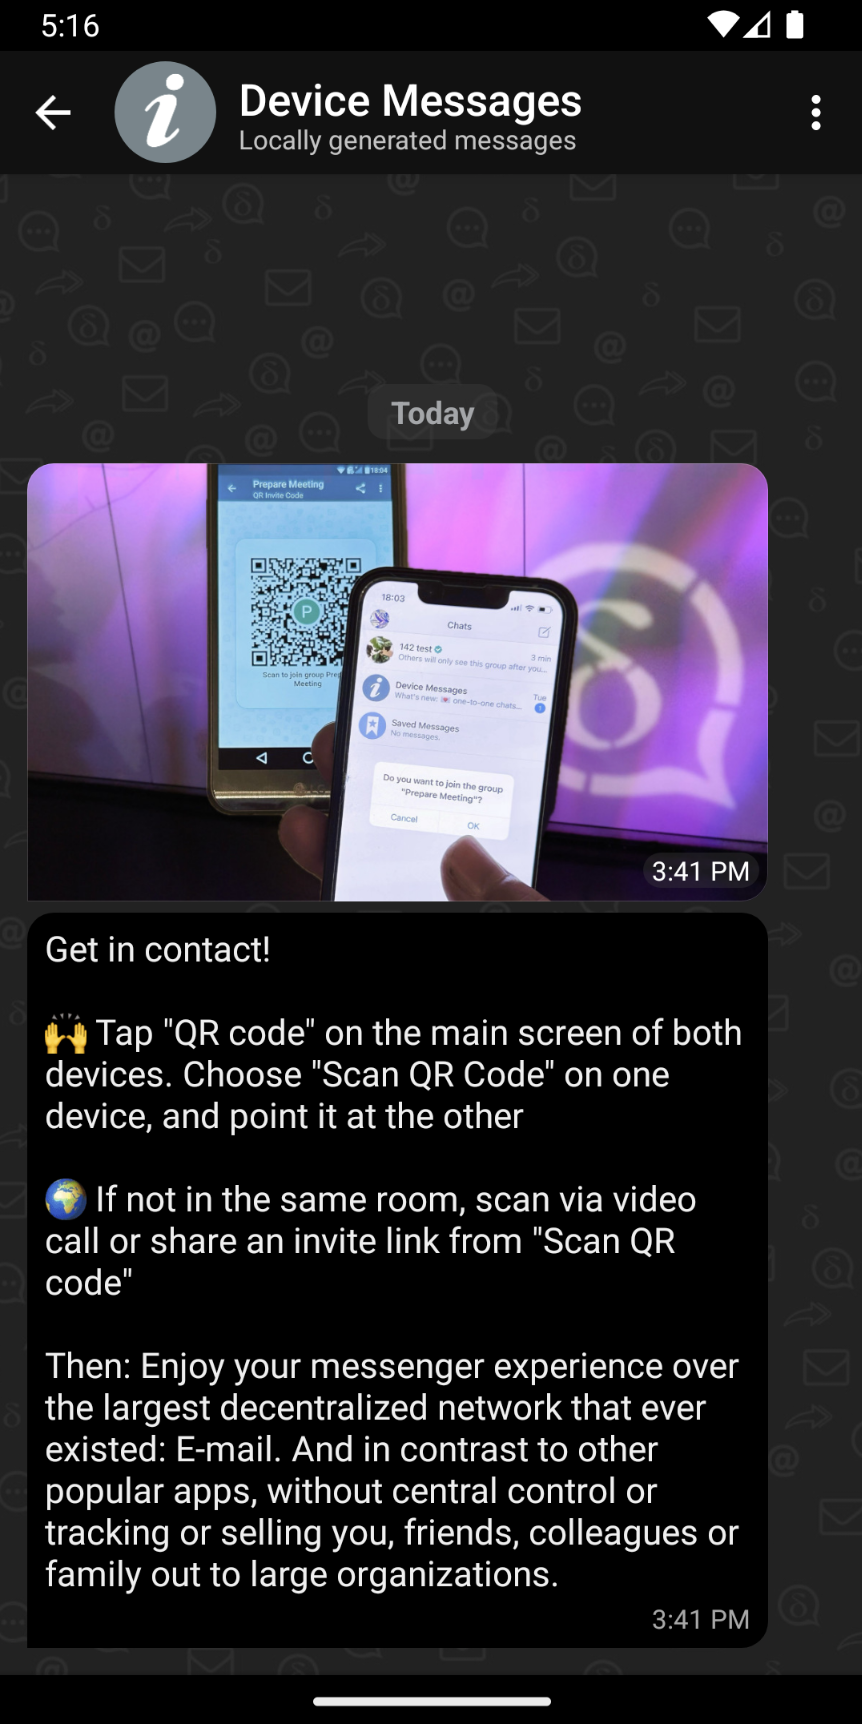 5:16
Device Messages
Locally generated messages
Today
18:04
Prepare Meeting
QR Invite Code
P
Scan to join group Prep
Meeting
18:03
Chats
142 test
3 min
Others will only see this group after you...
Device Messages
Tue
What's new: 💌 one-to-one chats...
Saved Messages
No messages.
Do you want to join the group
"Prepare Meeting"?
Cancel
OK
3:41 PM
Get in contact!
🙌 Tap "QR code" on the main screen of both
devices. Choose "Scan QR Code" on one
device, and point it at the other
🌍 If not in the same room, scan via video
call or share an invite link from "Scan QR
code"
Then: Enjoy your messenger experience over
the largest decentralized network that ever
existed: E-mail. And in contrast to other
popular apps, without central control or
tracking or selling you, friends, colleagues or
family out to large organizations.
3:41 PM